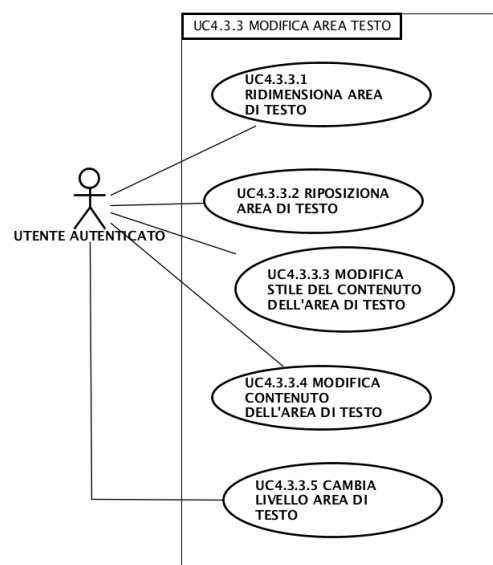 UC4.3.3 MODIFICA AREA TESTO
UC4.3.3.1
RIDIMENSIONA AREA
DI TESTO
UC4.3.3.2 RIPOSIZIONA
AREA DI TESTO
UTENTE AUTENTICATO
UC4.3.3.3 MODIFICA
STILE DEL CONTENUTO
DELL'AREA DI TESTO
UC4.3.3.4 MODIFICA
CONTENUTO
DELL'AREA DI TESTO
UC4.3.3.5 CAMBIA
LIVELLO AREA DI
TESTO